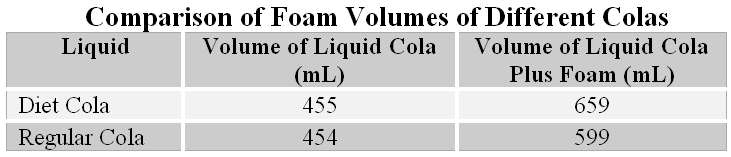 Comparison of Foam Volumes of Different Colas
Liquid Volume of Liquid Cola (mL) Volume of Liquid Cola Plus Foam (mL)
Diet Cola 455 659
Regular Cola 454 599